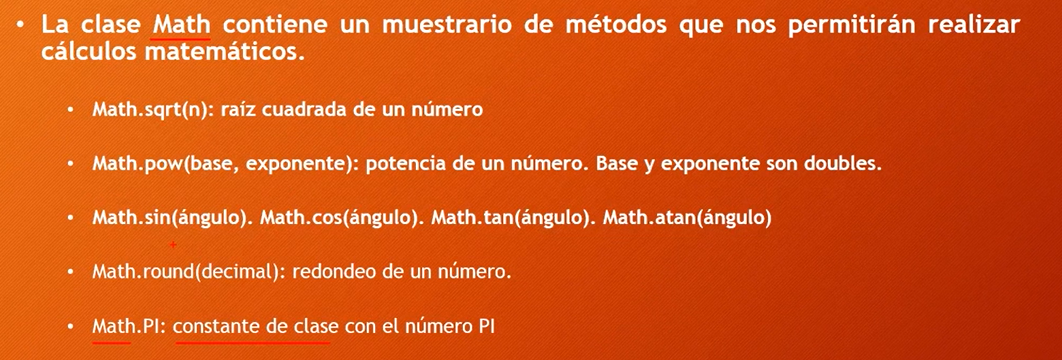 • La clase Math contiene un muestrario de métodos que nos permitirán realizar
cálculos matemáticos.
• Math.sqrt(n): raíz cuadrada de un número
• Math.pow(base, exponente): potencia de un número. Base y exponente son doubles.
• Math.sin(ángulo). Math.cos(ángulo). Math.tan(ángulo). Math.atan(ángulo)
• Math.round(decimal): redondeo de un número.
• Math.PI: constante de clase con el número PI